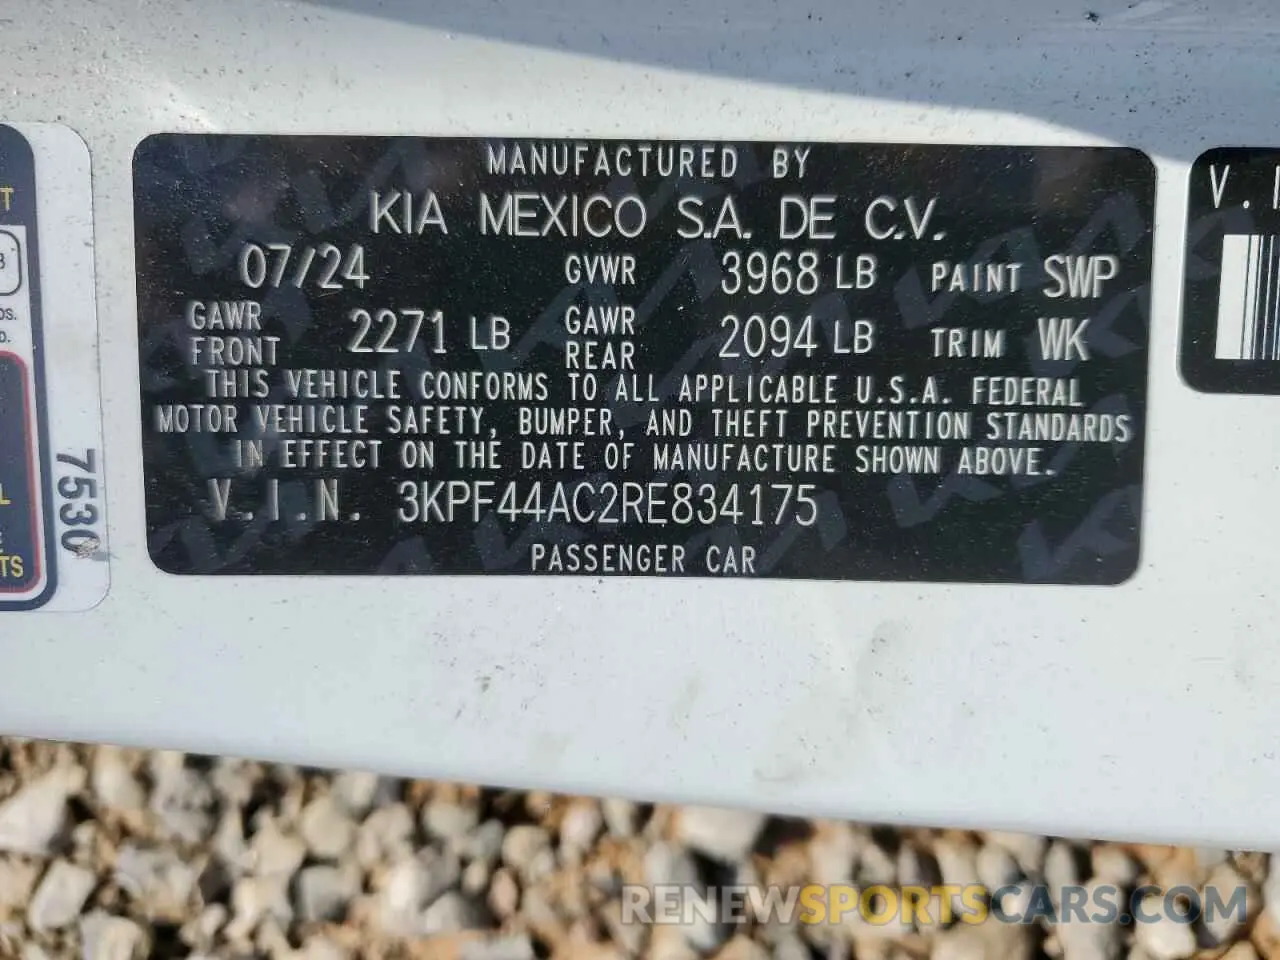 MANUFACTURED BY
KIA MEXICO S.A. DE C.V.
07/24 GVWR 3968 LB PAINT SWP
GAWR FRONT 2271 LB GAWR REAR 2094 LB TRIM WK
THIS VEHICLE CONFORMS TO ALL APPLICABLE U.S.A. FEDERAL
MOTOR VEHICLE SAFETY, BUMPER, AND THEFT PREVENTION STANDARDS
IN EFFECT ON THE DATE OF MANUFACTURE SHOWN ABOVE.
V.I.N. 3KPF44AC2RE834175
PASSENGER CAR
7530
RENEWSPORTSCARS.COM